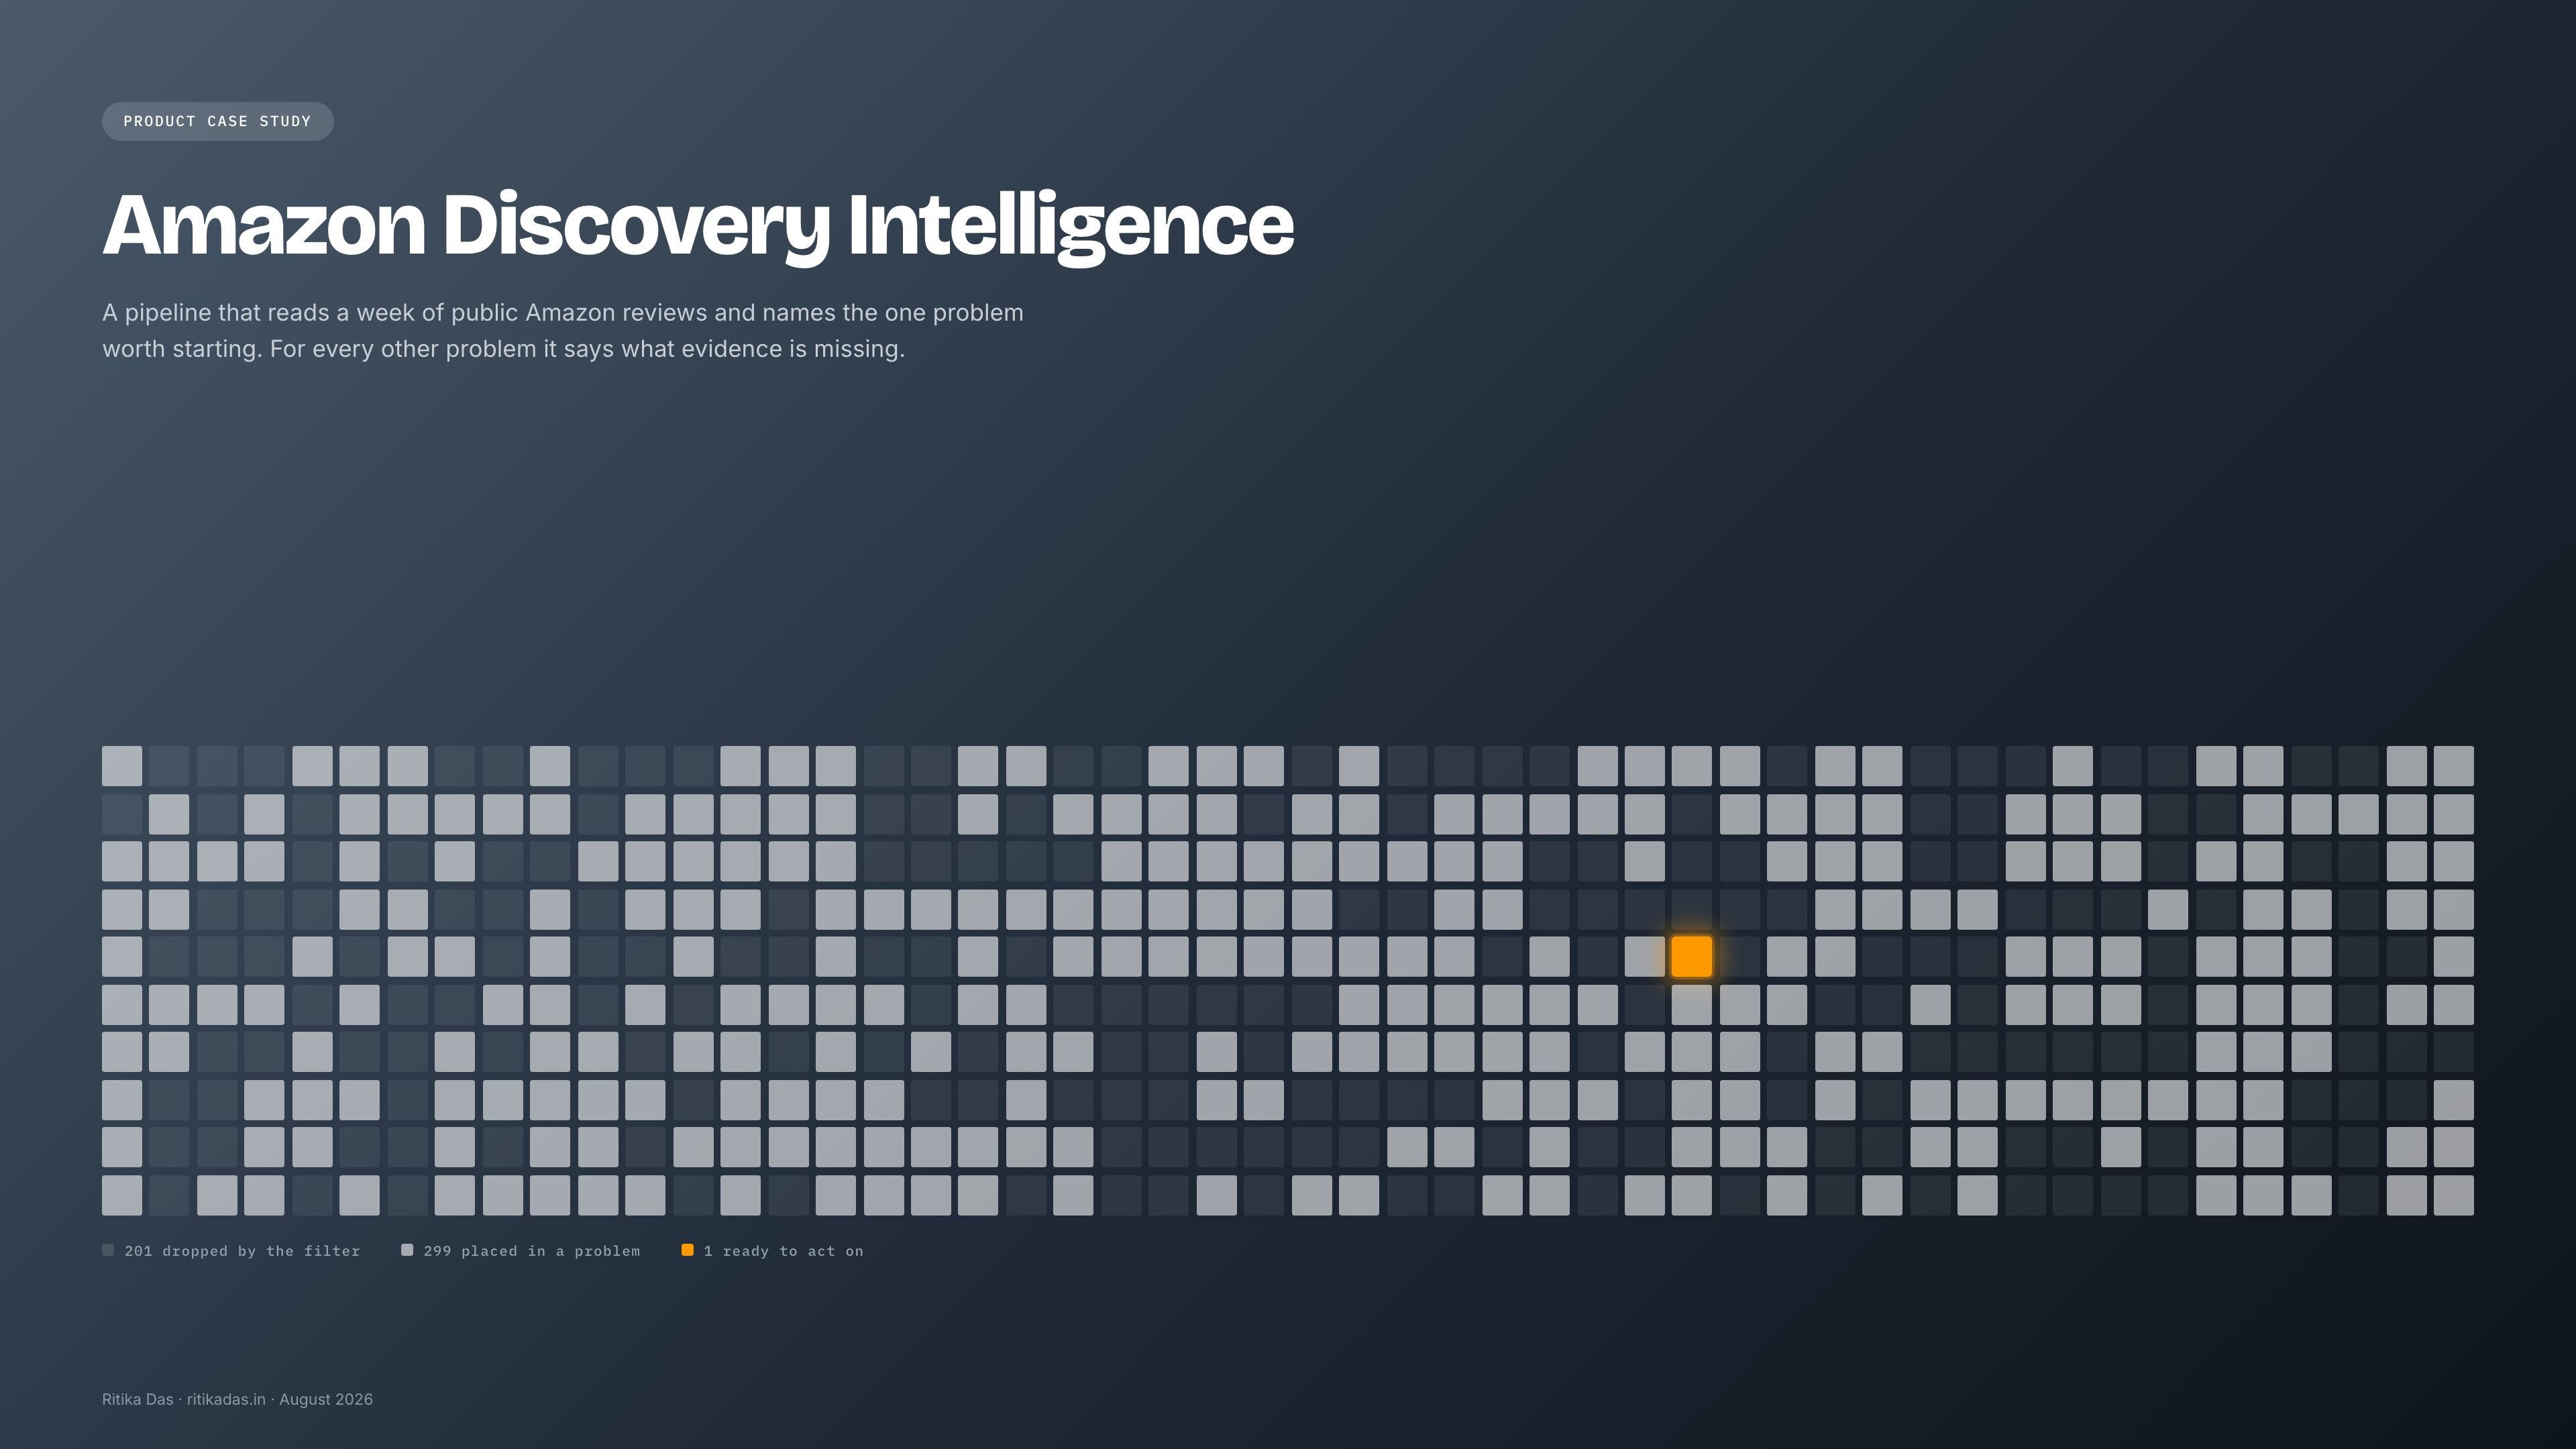 PRODUCT CASE STUDY
Amazon Discovery Intelligence
A pipeline that reads a week of public Amazon reviews and names the one problem
worth starting. For every other problem it says what evidence is missing.
201 dropped by the filter
299 placed in a problem
1 ready to act on
Ritika Das · ritikadas.in · August 2026